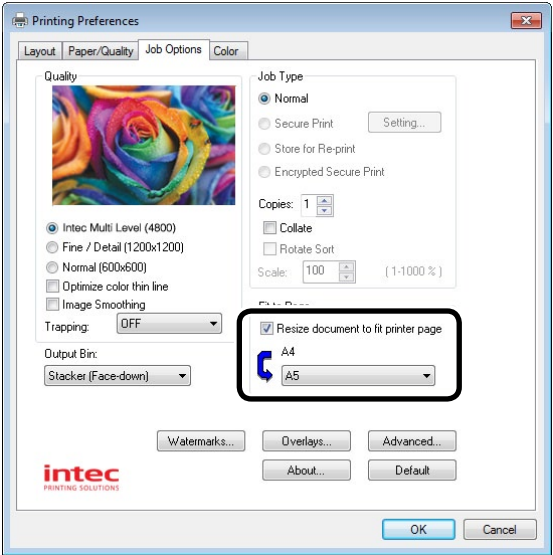 Printing Preferences
Layout Paper/Quality Job Options Color
Quality
Intec Multi Level (4800)
Fine / Detail (1200x1200)
Normal (600x600)
Optimize color thin line
Image Smoothing
Trapping: OFF
Output Bin:
Stacker (Face-down)
Job Type
Normal
Secure Print Setting...
Store for Re-print
Encrypted Secure Print
Copies: 1
Collate
Rotate Sort
Scale: 100 (1-1000 %)
Fit to Page
Resize document to fit printer page
A4
A5
Watermarks... Overlays... Advanced...
About... Default
intec
PRINTING SOLUTIONS
OK Cancel